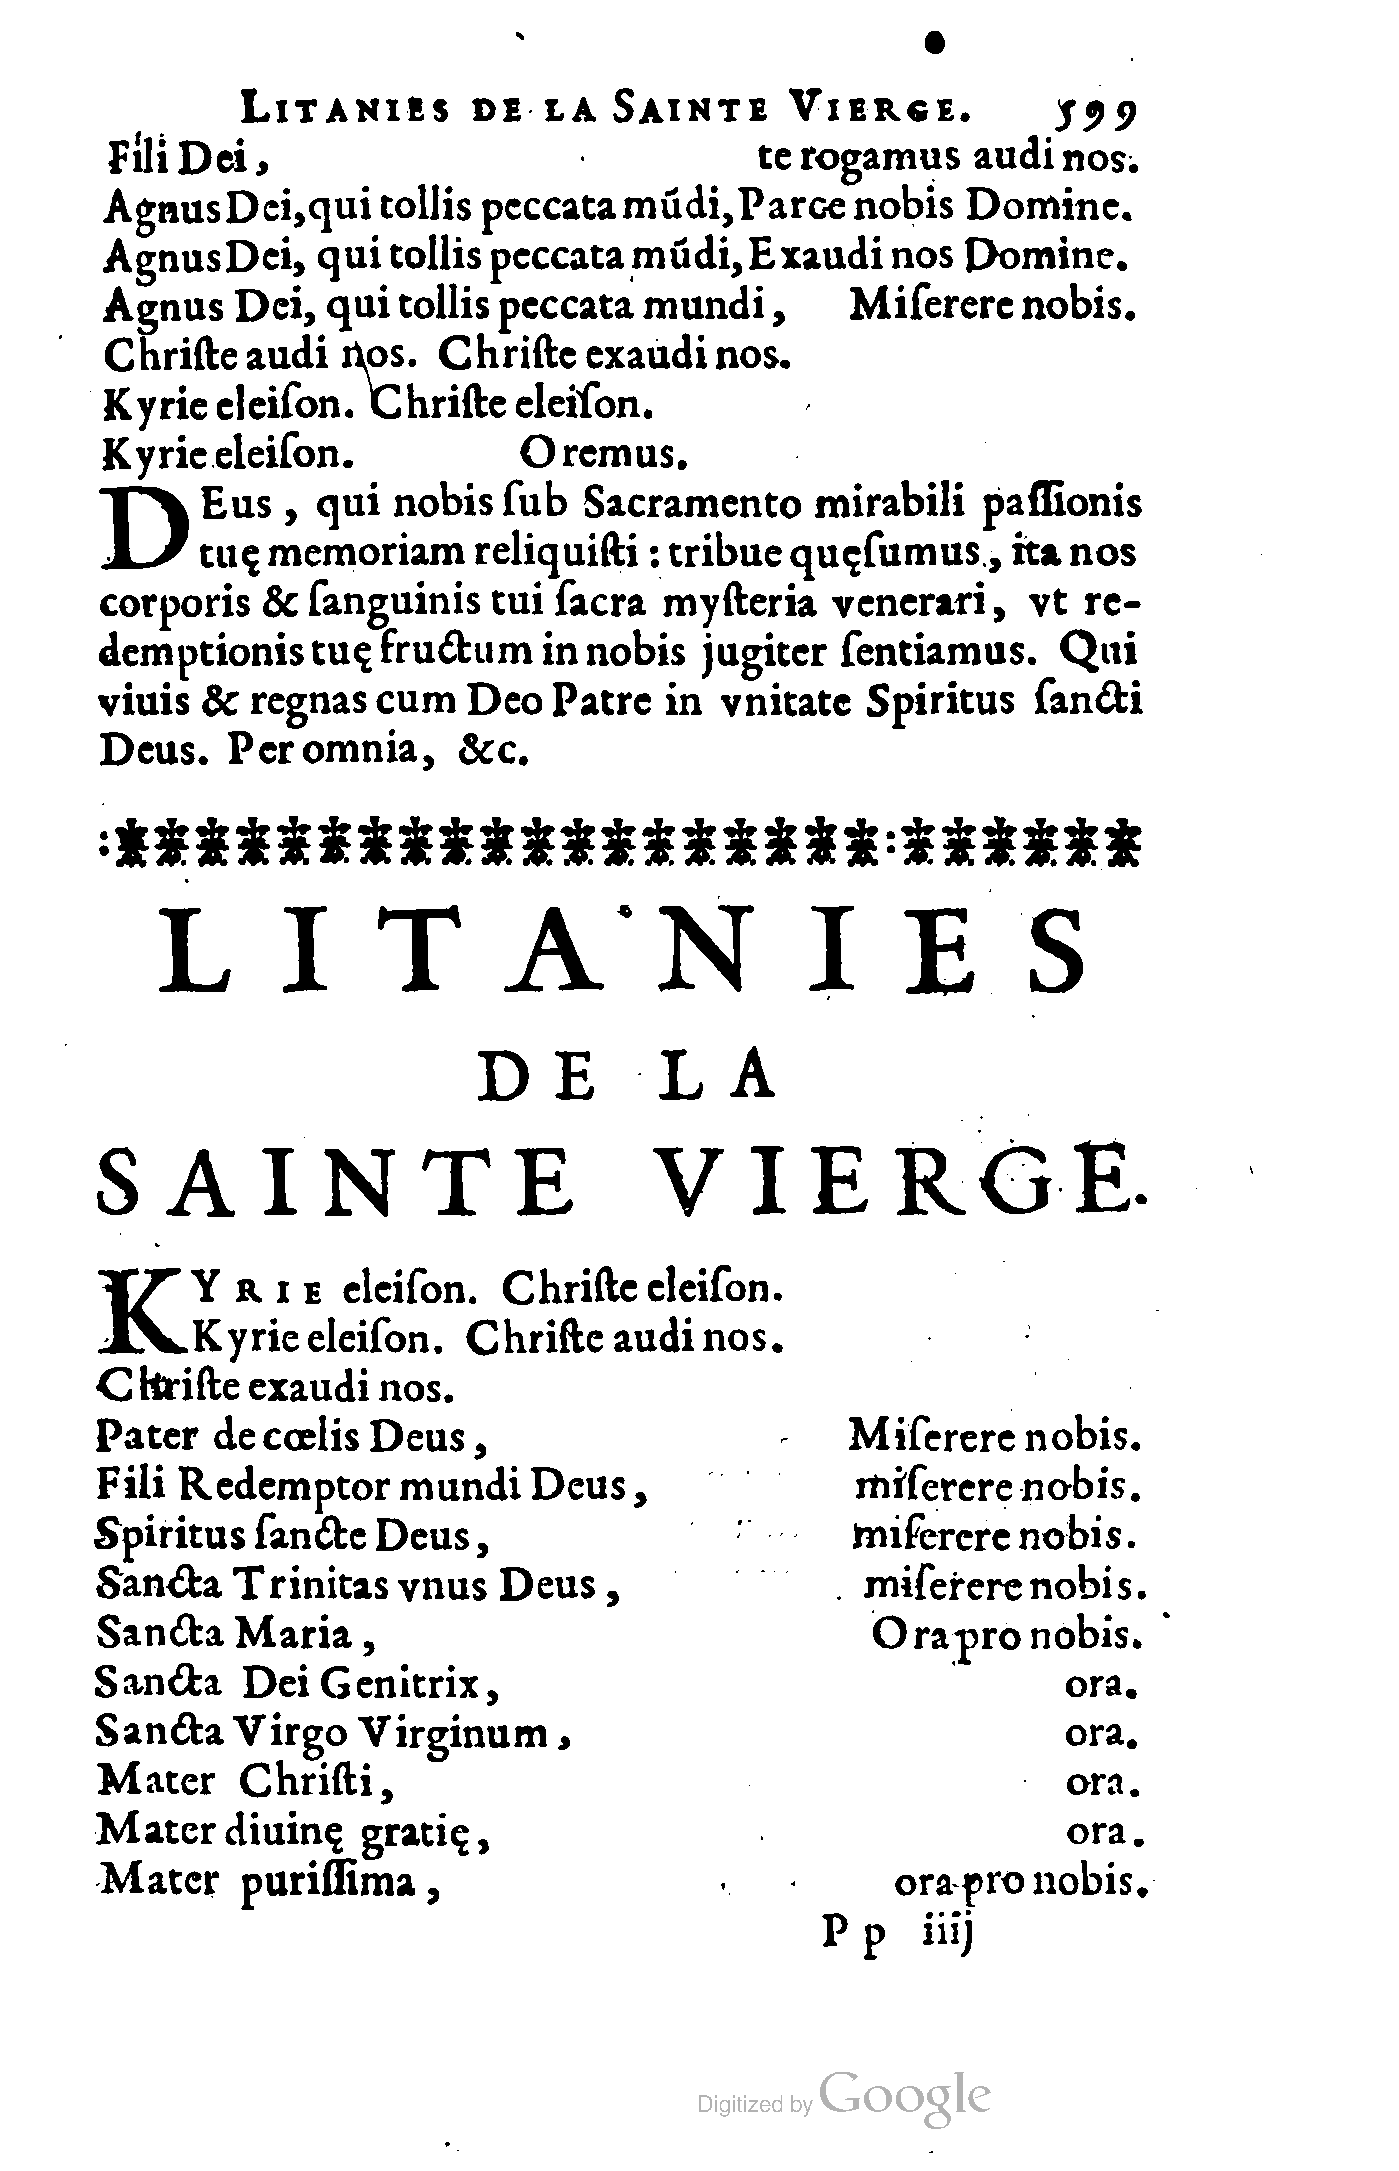 LITANIES DE LA SAINTE VIERGE. 599
Fili Dei, te rogamus audi nos.
Agnus Dei, qui tollis peccata mūdi, Parce nobis Domine.
Agnus Dei, qui tollis peccata mūdi, Exaudi nos Domine.
Agnus Dei, qui tollis peccata mundi, Miſerere nobis.
Chriſte audi nos. Chriſte exaudi nos.
Kyrie eleiſon. Chriſte eleiſon.
Kyrie eleiſon. Oremus.
DEus, qui nobis ſub Sacramento mirabili paſſionis
tuę memoriam reliquiſti : tribue quęſumus, ita nos
corporis & ſanguinis tui ſacra myſteria venerari, vt re-
demptionis tuę fructum in nobis jugiter ſentiamus. Qui
viuis & regnas cum Deo Patre in vnitate Spiritus ſancti
Deus. Per omnia, &c.
LITANIES
DE LA
SAINTE VIERGE.
KYRIE eleiſon. Chriſte eleiſon.
Kyrie eleiſon. Chriſte audi nos.
Chriſte exaudi nos.
Pater de cœlis Deus, Miſerere nobis.
Fili Redemptor mundi Deus, miſerere nobis.
Spiritus ſancte Deus, miſerere nobis.
Sancta Trinitas vnus Deus, miſerere nobis.
Sancta Maria, Ora pro nobis.
Sancta Dei Genitrix, ora.
Sancta Virgo Virginum, ora.
Mater Chriſti, ora.
Mater diuinę gratię, ora.
Mater puriſſima, ora pro nobis.
Pp iiij
Digitized by Google